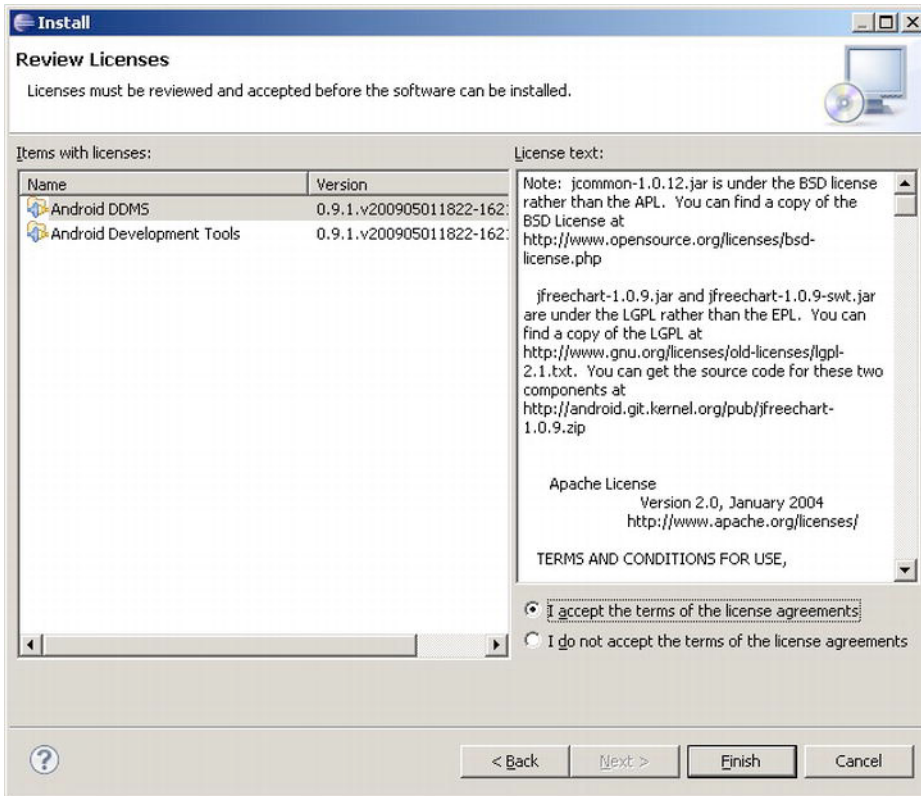 Install
Review Licenses
Licenses must be reviewed and accepted before the software can be installed.
Items with licenses:
Name Version
Android DDMS 0.9.1.v200905011822-162
Android Development Tools 0.9.1.v200905011822-162
License text:
Note: jcommon-1.0.12.jar is under the BSD license
rather than the APL. You can find a copy of the
BSD License at
http://www.opensource.org/licenses/bsd-
license.php
jfreechart-1.0.9.jar and jfreechart-1.0.9-swt.jar
are under the LGPL rather than the EPL. You can
find a copy of the LGPL at
http://www.gnu.org/licenses/old-licenses/lgpl-
2.1.txt. You can get the source code for these two
components at
http://android.git.kernel.org/pub/jfreechart-
1.0.9.zip
Apache License
Version 2.0, January 2004
http://www.apache.org/licenses/
TERMS AND CONDITIONS FOR USE,
I accept the terms of the license agreements
I do not accept the terms of the license agreements
?
< Back Next > Finish Cancel